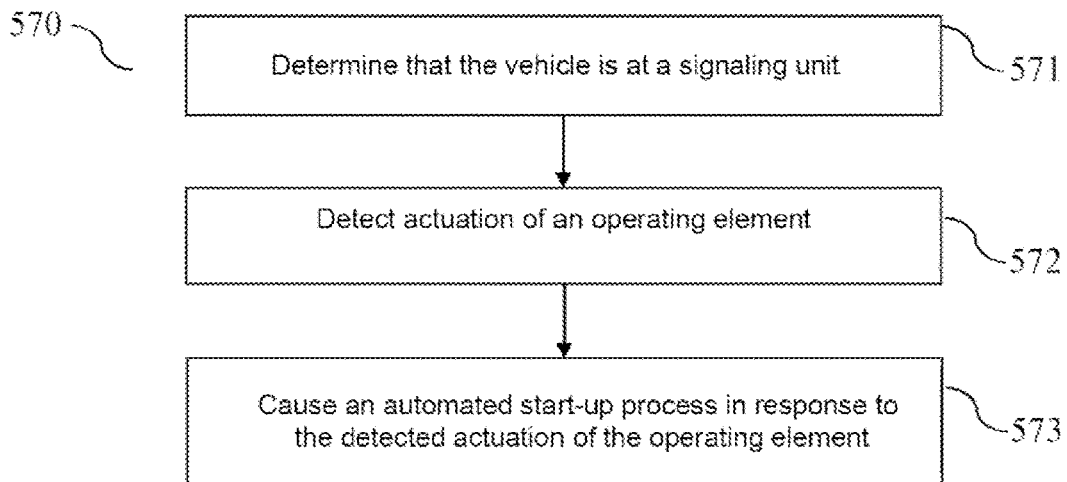 570
Determine that the vehicle is at a signaling unit
571
Detect actuation of an operating element
572
Cause an automated start-up process in response to
the detected actuation of the operating element
573